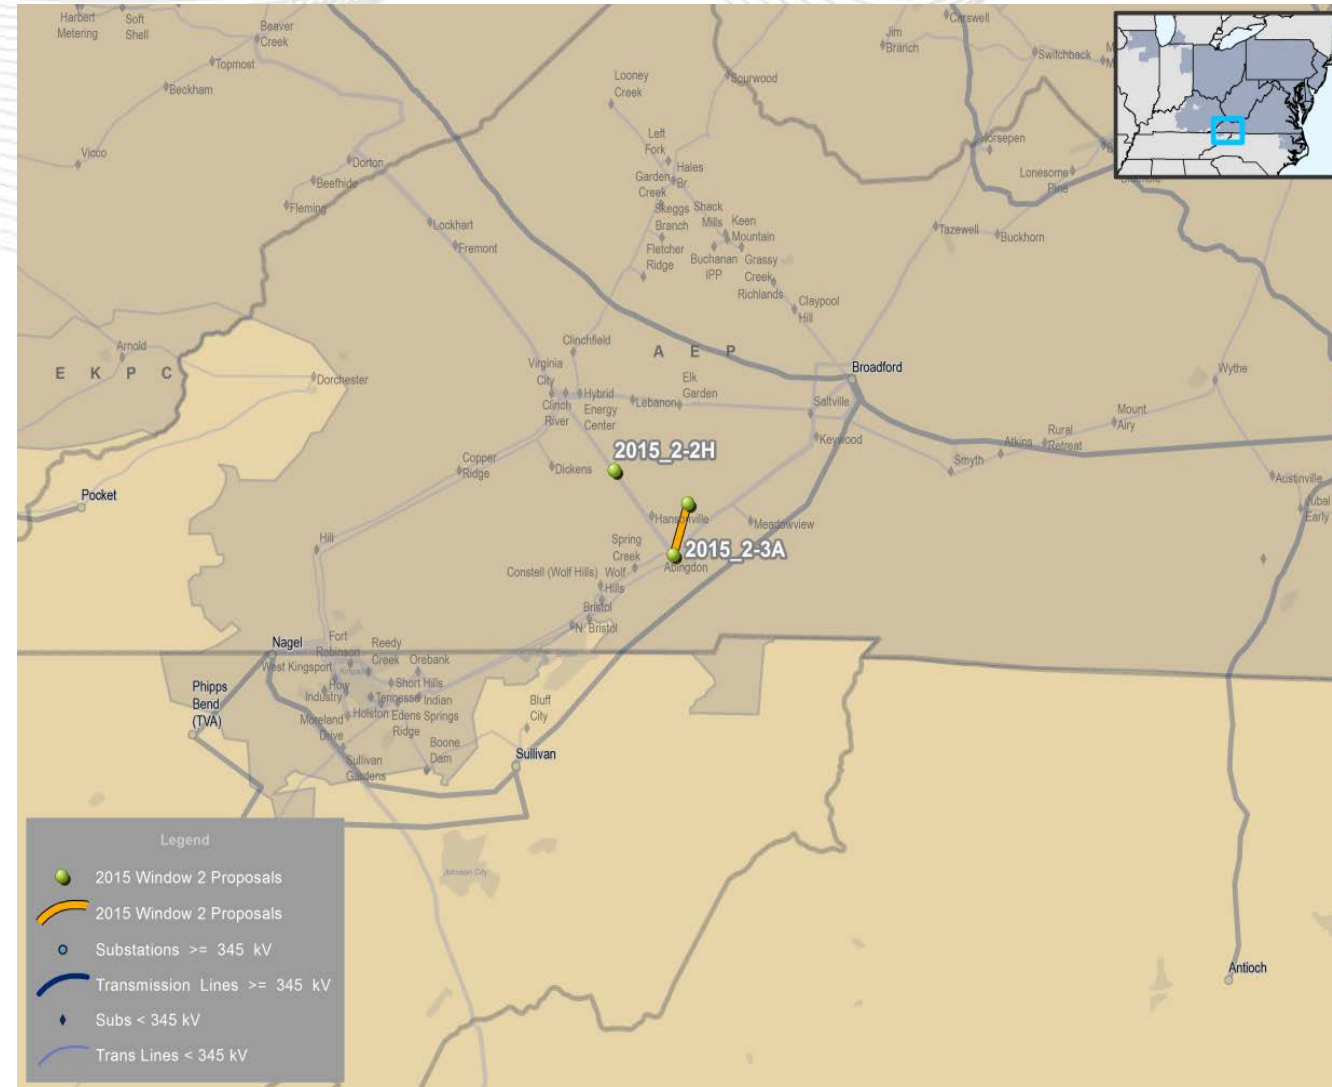 Harbert
Metering
Soft
Shell
Beaver
Creek
Topmost
Beckham
Vicco
Dorton
Beefhide
Fleming
Lockhart
Fremont
Looney
Creek
Sourwood
Carswell
Jim
Branch
Switchback
Left
Fork
Hales
Br.
Garden
Creek
Skeggs
Branch
Shack
Mills
Keen
Mountain
Fletcher
Ridge
Buchanan
IPP
Grassy
Creek
Richlands
Claypool
Hill
Horsepen
Lonesome
Pine
Tazewell
Buckhorn
Arnold
E K P C
Dorchester
Clinchfield
A E P
Virginia
City
Clinch
River
Hybrid
Energy
Center
Lebanon
Elk
Garden
Broadford
Saltville
Keywood
Wythe
Mount
Airy
Rural
Retreat
Atkins
Smyth
Austinville
Jubal
Early
Copper
Ridge
Dickens
2015_2-2H
Pocket
Hansonville
Meadowview
Hill
Spring
Creek
2015_2-3A
Abingdon
Constell (Wolf Hills)
Wolf
Hills
Bristol
N. Bristol
Nagel
Fort
Robinson
Reedy
Creek
Orebank
West Kingsport
Short Hills
How
Industry
Indian
Springs
Holston
Edens
Ridge
Moreland
Drive
Phipps
Bend
(TVA)
Bluff
City
Boone
Dam
Sullivan
Gardens
Sullivan
Johnson City
Antioch
Legend
2015 Window 2 Proposals
2015 Window 2 Proposals
Substations >= 345 kV
Transmission Lines >= 345 kV
Subs < 345 kV
Trans Lines < 345 kV